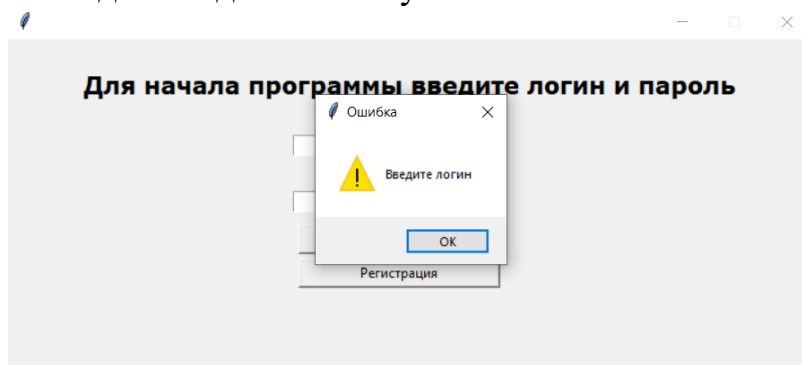 Для начала программы введите логин и пароль
Ошибка
Введите логин
OK
Регистрация